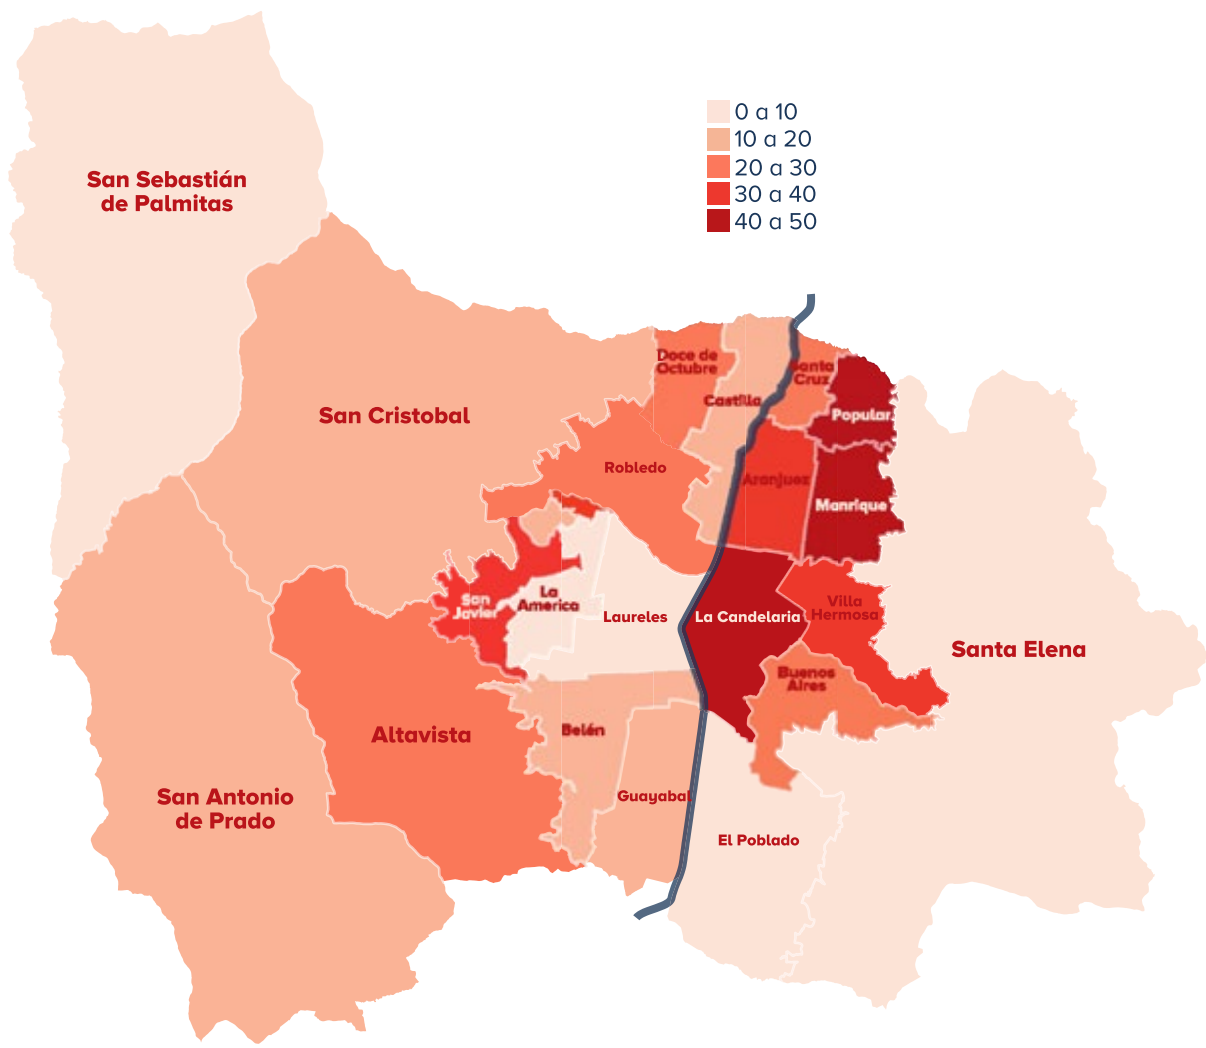 0 a 10
10 a 20
20 a 30
30 a 40
40 a 50
San Sebastián
de Palmitas
San Cristobal
Doce de
Octubre
Castilla
Santa
Cruz
Popular
Robledo
Aranjuez
Manrique
San
Javier
La
America
Laureles
La Candelaria
Villa
Hermosa
Santa Elena
Buenos
Aires
Altavista
Belén
San Antonio
de Prado
Guayabal
El Poblado